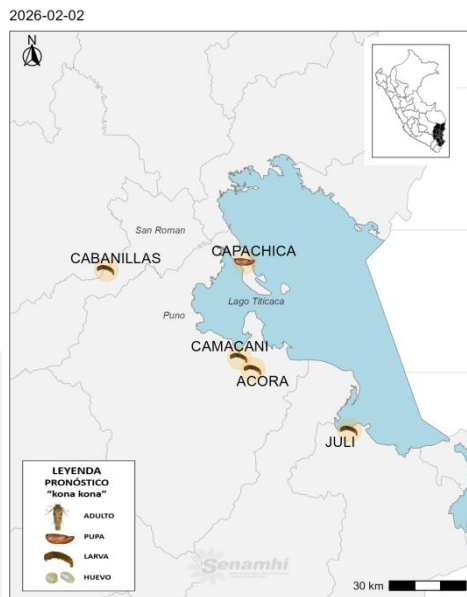 2026-02-02
N
San Roman
CABANILLAS
CAPACHICA
Lago Titicaca
Puno
CAMACANI
ACORA
JULI
LEYENDA
PRONÓSTICO
"kona kona"
ADULTO
PUPA
LARVA
HUEVO
Senamhi
30 km